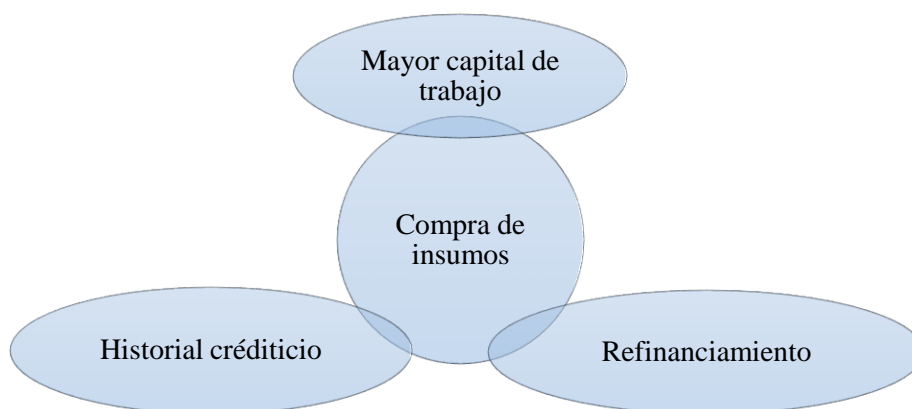 Mayor capital de
trabajo
Compra de
insumos
Historial créditicio
Refinanciamiento